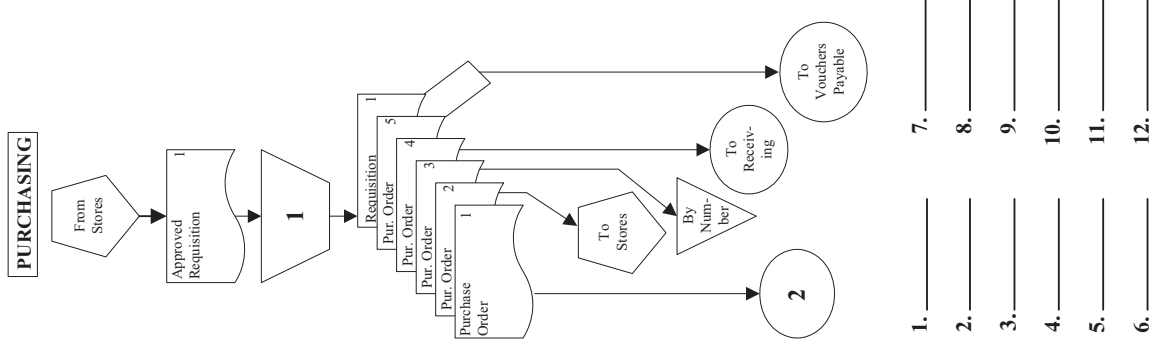 PURCHASING
From
Stores
1
Approved
Requisition
1
1
Requisition
5
Pur. Order
4
Pur. Order
3
Pur. Order
2
Pur. Order
1
Purchase
Order
To
Stores
By
Num-
ber
To
Receiv-
ing
To
Vouchers
Payable
2
1.
2.
3.
4.
5.
6.
7.
8.
9.
10.
11.
12.